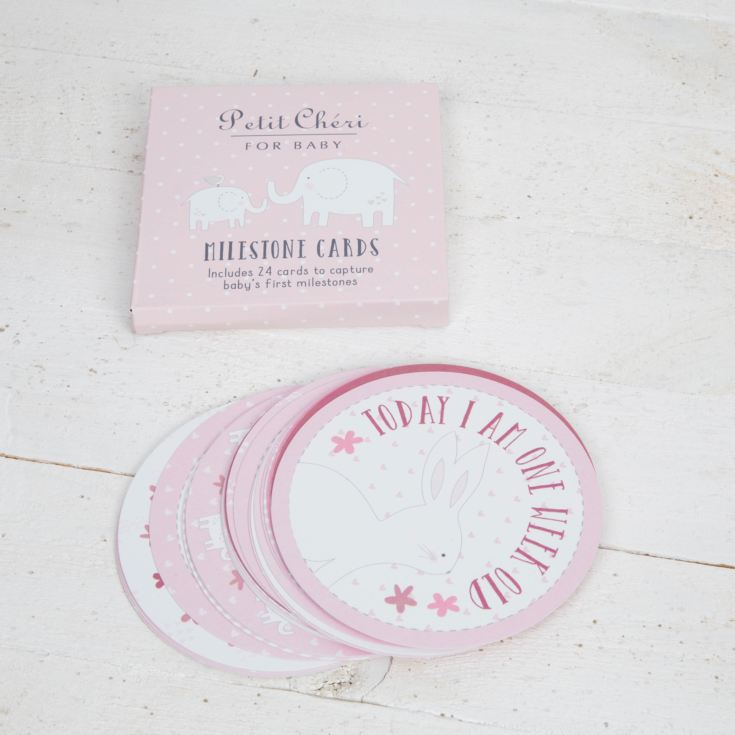 Petit Chéri
FOR BABY
MILESTONE CARDS
Includes 24 cards to capture
baby's first milestones
TODAY I AM ONE WEEK OLD